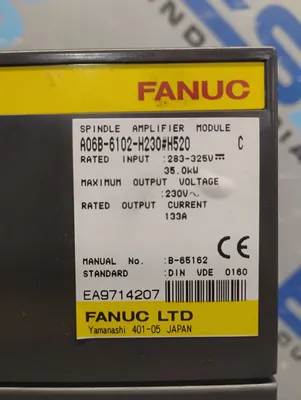 FANUC
SPINDLE AMPLIFIER MODULE
A06B-6102-H230#H520 C
RATED INPUT :283-325V⎓
35.0kW
MAXIMUM OUTPUT VOLTAGE
:230V~
RATED OUTPUT CURRENT
133A
MANUAL No. :B-65162
STANDARD :DIN VDE 0160
CE
EA9714207
FANUC LTD
Yamanashi 401-05 JAPAN